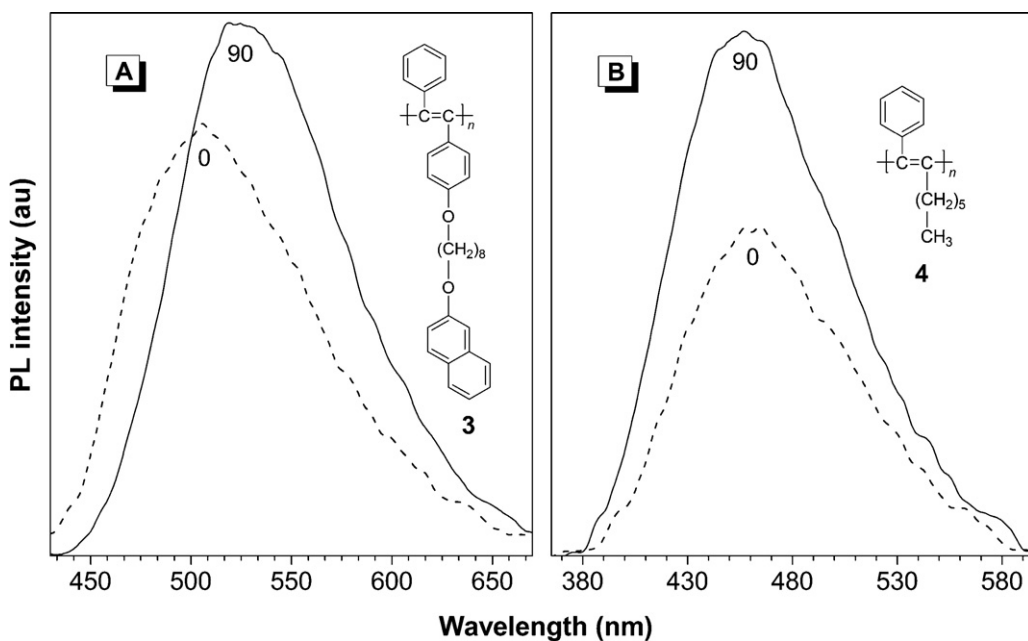 PL intensity (au)
A
90
0
C=C
n
O
(CH2)8
O
3
450 500 550 600 650
B
90
0
C=C
n
(CH2)5
CH3
4
380 430 480 530 580
Wavelength (nm)